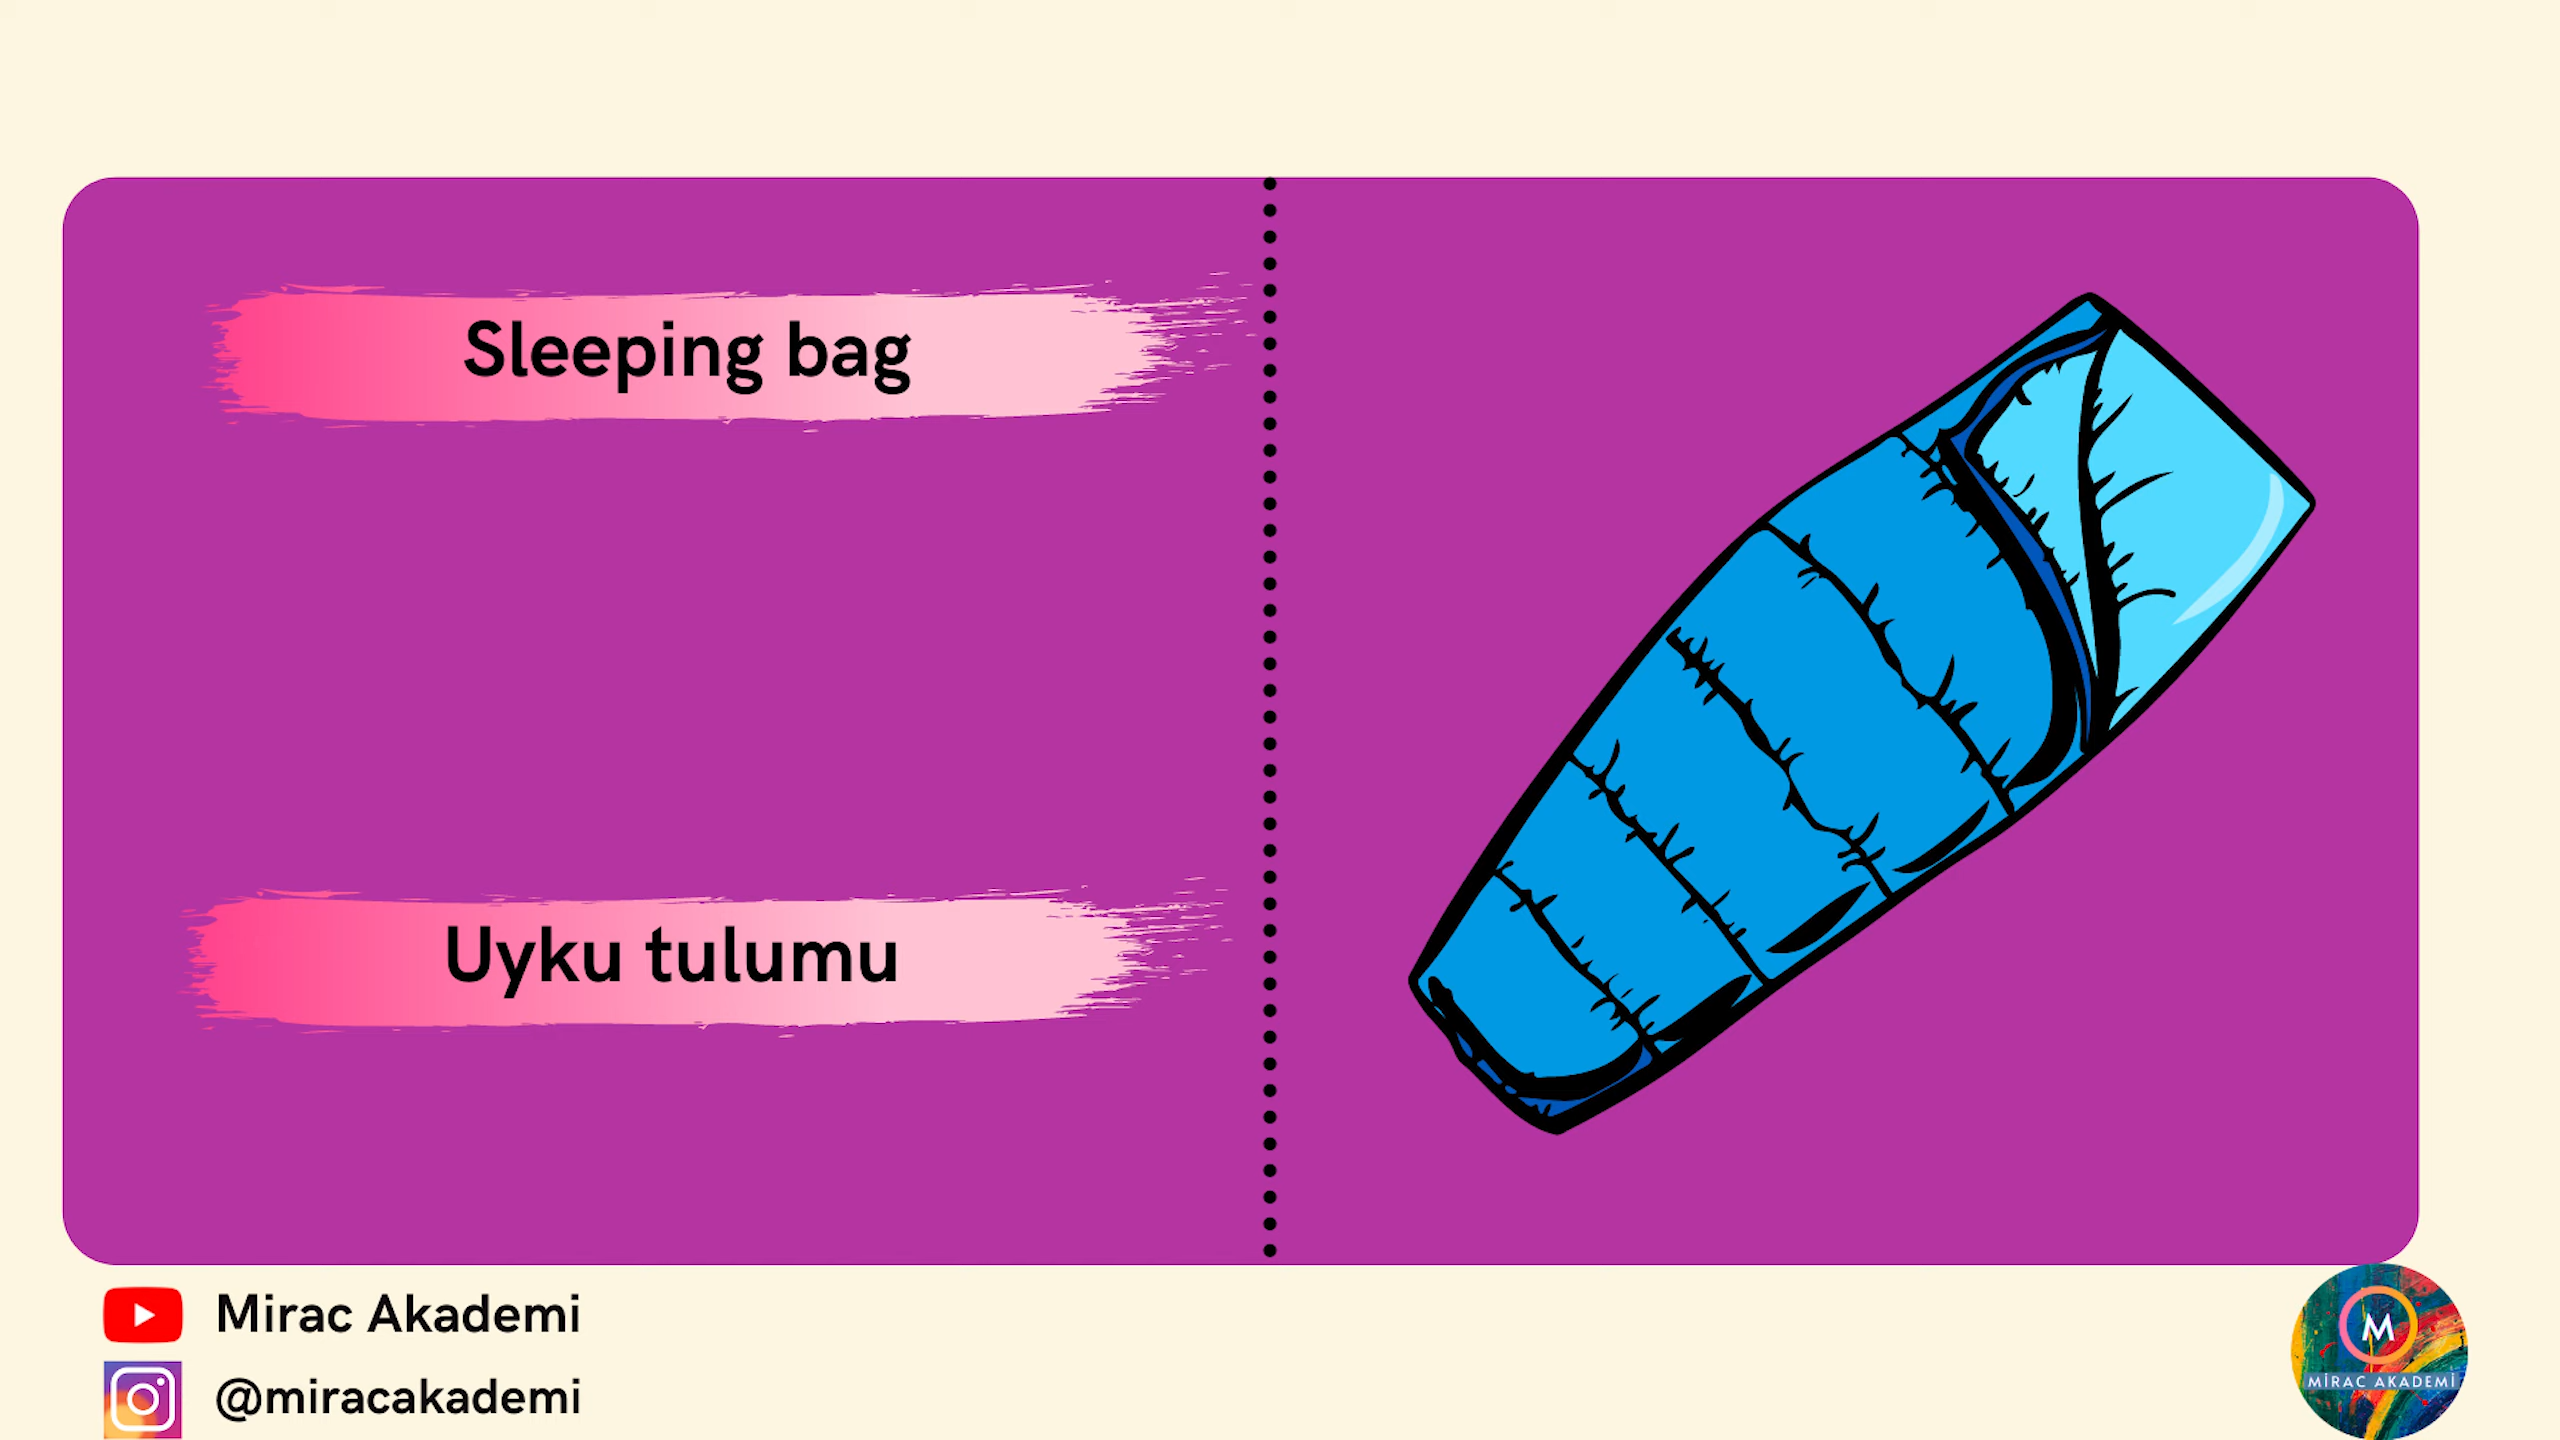 Sleeping bag
Uyku tulumu
Mirac Akademi
@miracakademi
M
MİRAC AKADEMİ